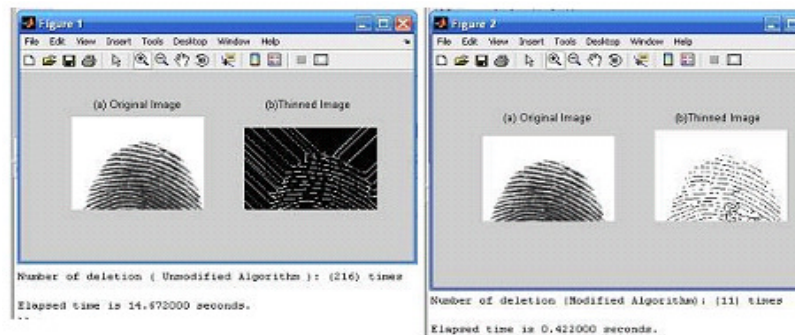 Figure 1
File Edit View Insert Tools Desktop Window Help
(a) Original Image (b)Thinned Image
Number of deletion ( Unmodified Algorithm ): (216) times
Elapsed time is 14.672000 seconds.
Figure 2
File Edit View Insert Tools Desktop Window Help
(a) Original Image (b)Thinned Image
Number of deletion (Modified Algorithm): (11) times
Elapsed time is 0.422000 seconds.